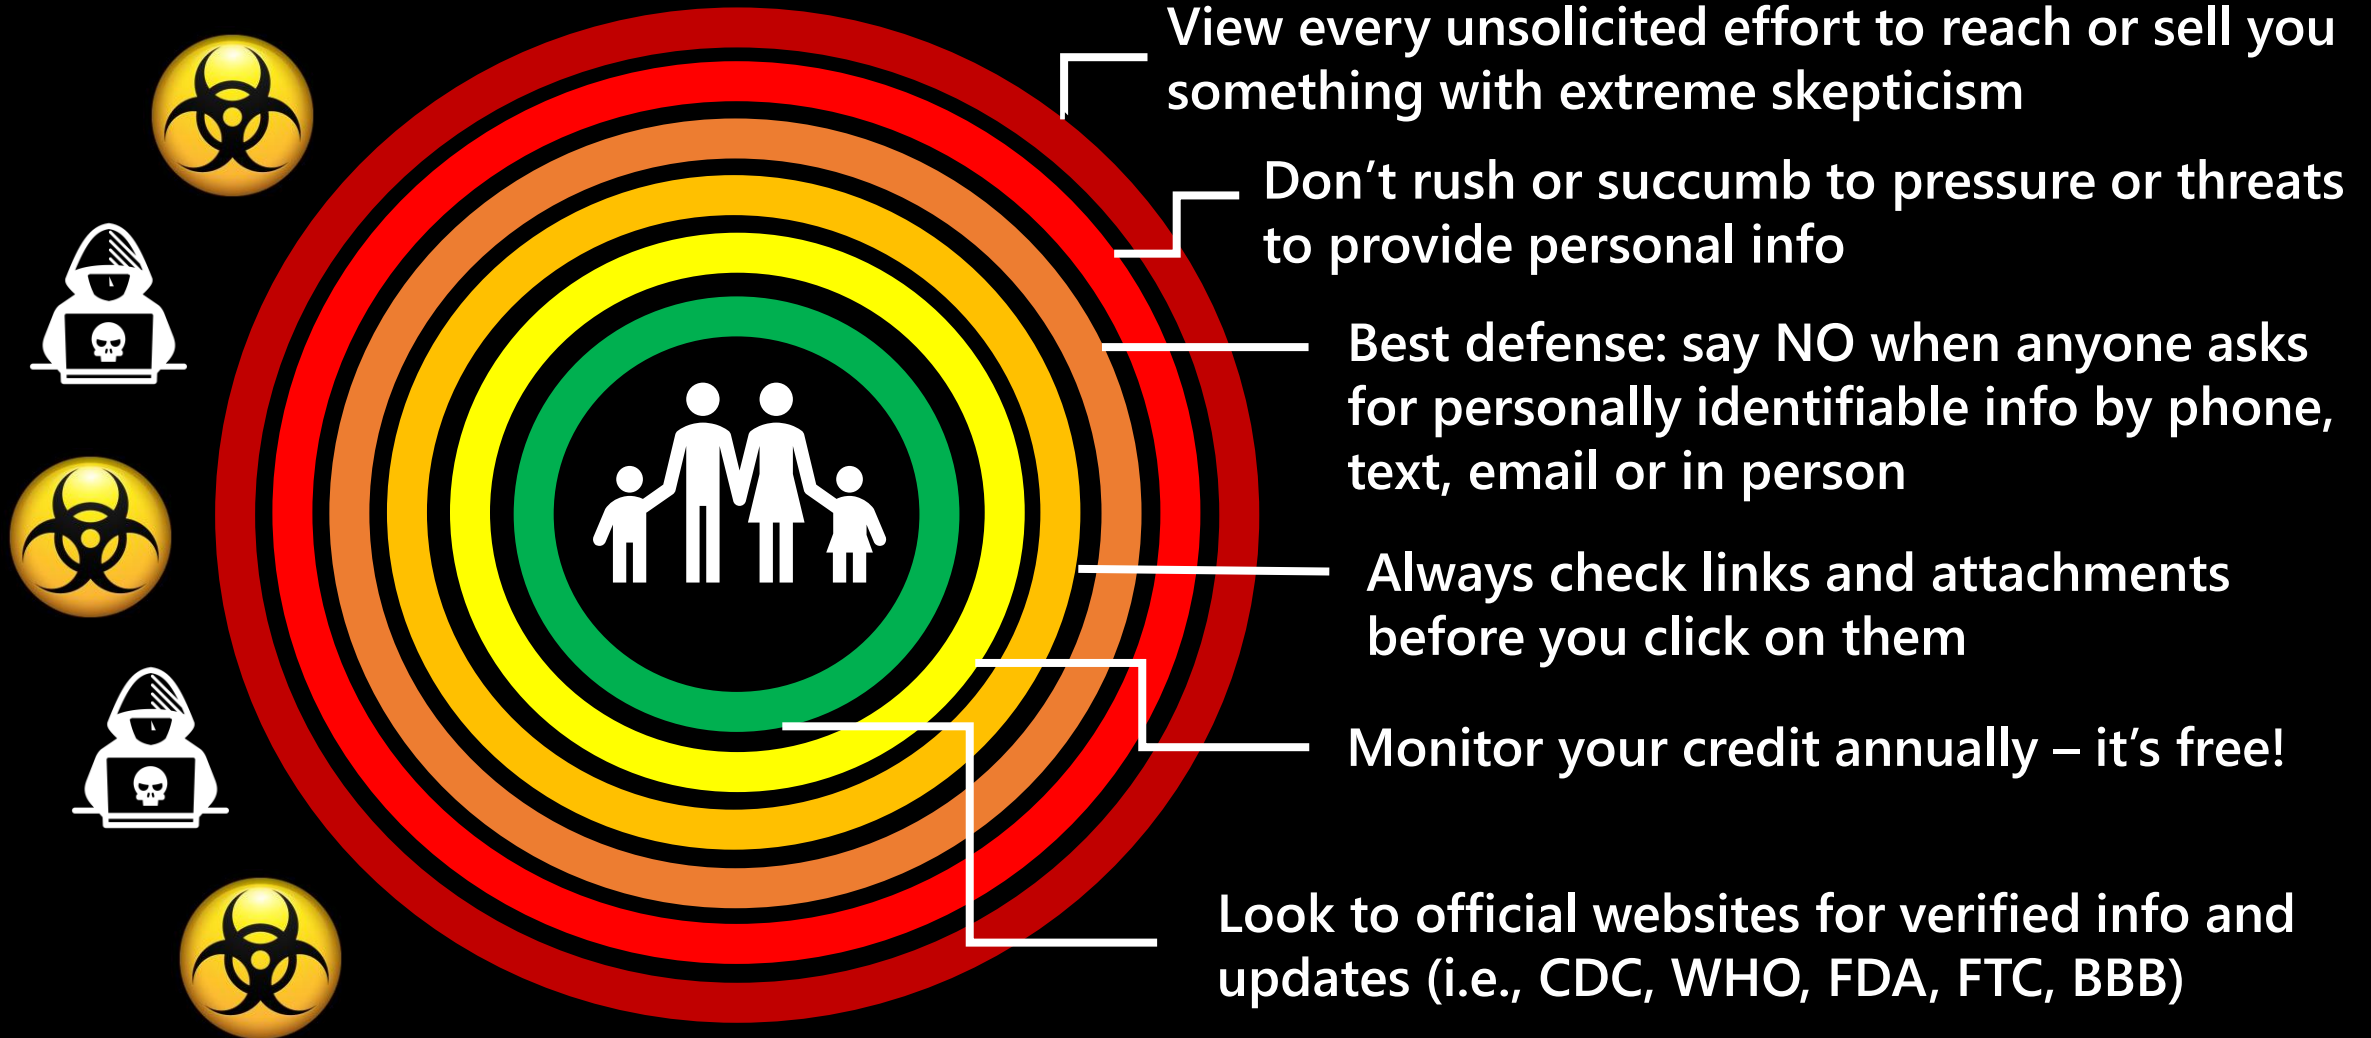 View every unsolicited effort to reach or sell you
something with extreme skepticism
Don’t rush or succumb to pressure or threats
to provide personal info
Best defense: say NO when anyone asks
for personally identifiable info by phone,
text, email or in person
Always check links and attachments
before you click on them
Monitor your credit annually – it’s free!
Look to official websites for verified info and
updates (i.e., CDC, WHO, FDA, FTC, BBB)